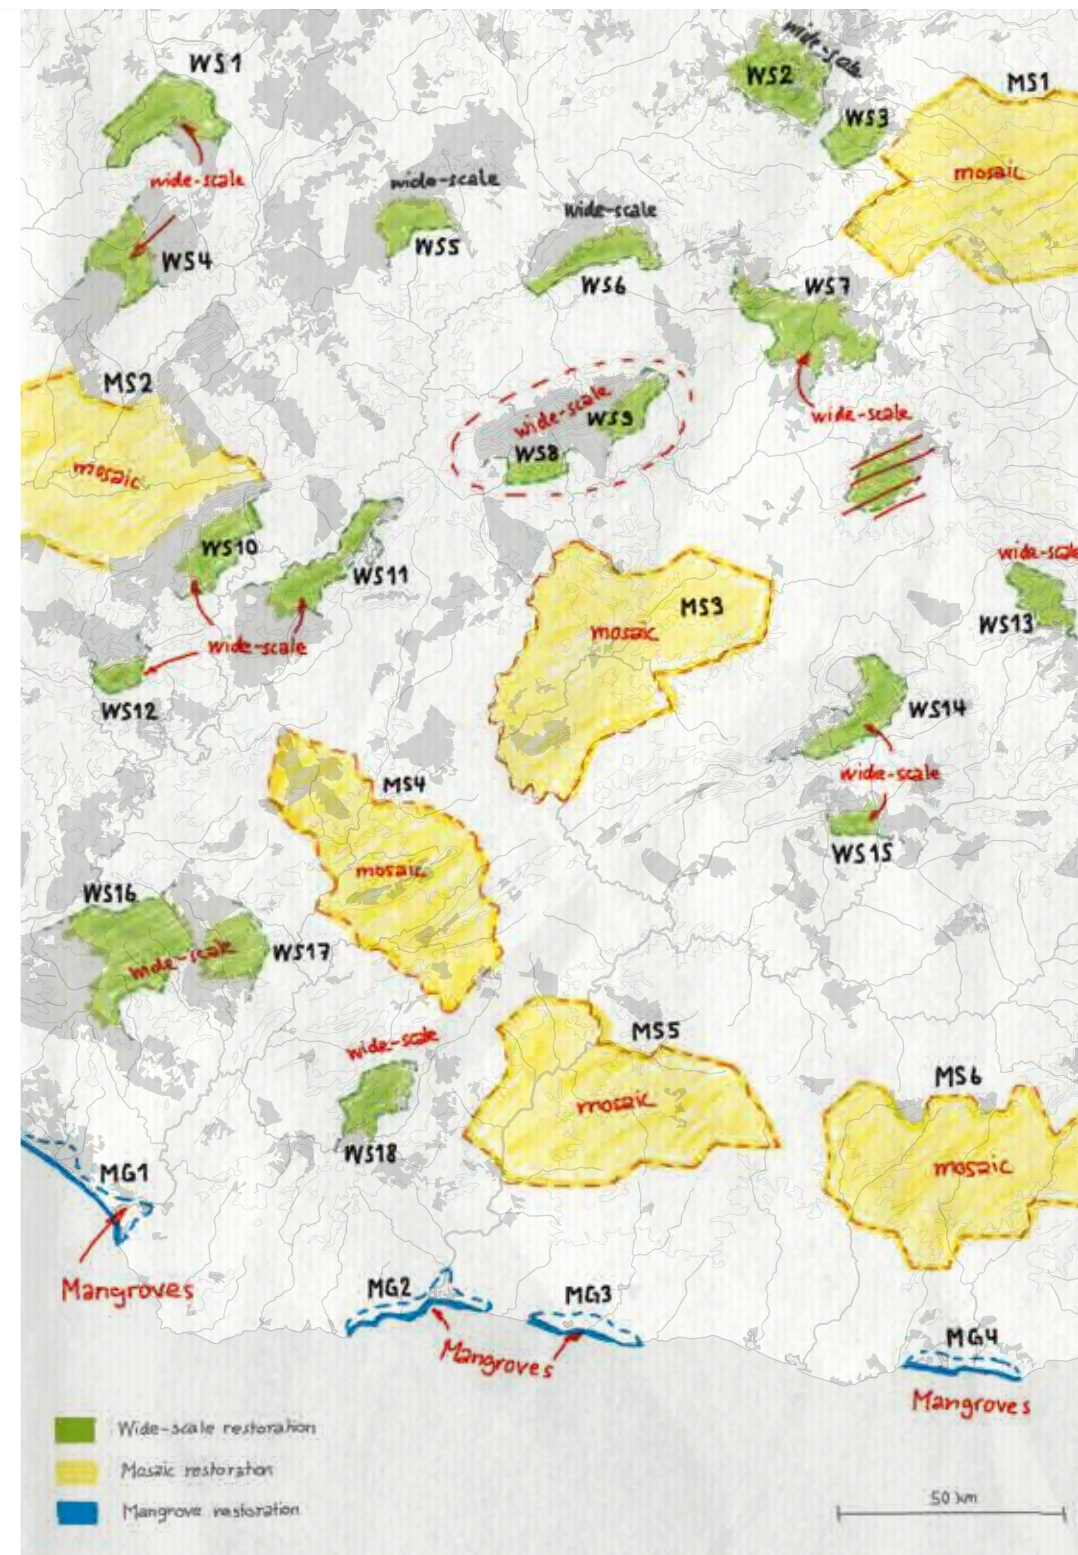 WS1
wide-scale
WS2
WS3
MS1
mosaic
wide-scale
wide-scale
WS5
wide-scale
WS6
WS4
WS7
wide-scale
MS2
mosaic
wide-scale
WS9
WS8
WS10
WS11
wide-scale
WS12
MS3
mosaic
wide-scale
WS13
WS14
wide-scale
WS15
MS4
mosaic
WS16
wide-scale
WS17
wide-scale
WS18
MS5
mosaic
MS6
mosaic
MG1
Mangroves
MG2
MG3
Mangroves
MG4
Mangroves
Wide-scale restoration
Mosaic restoration
Mangrove restoration
50 km